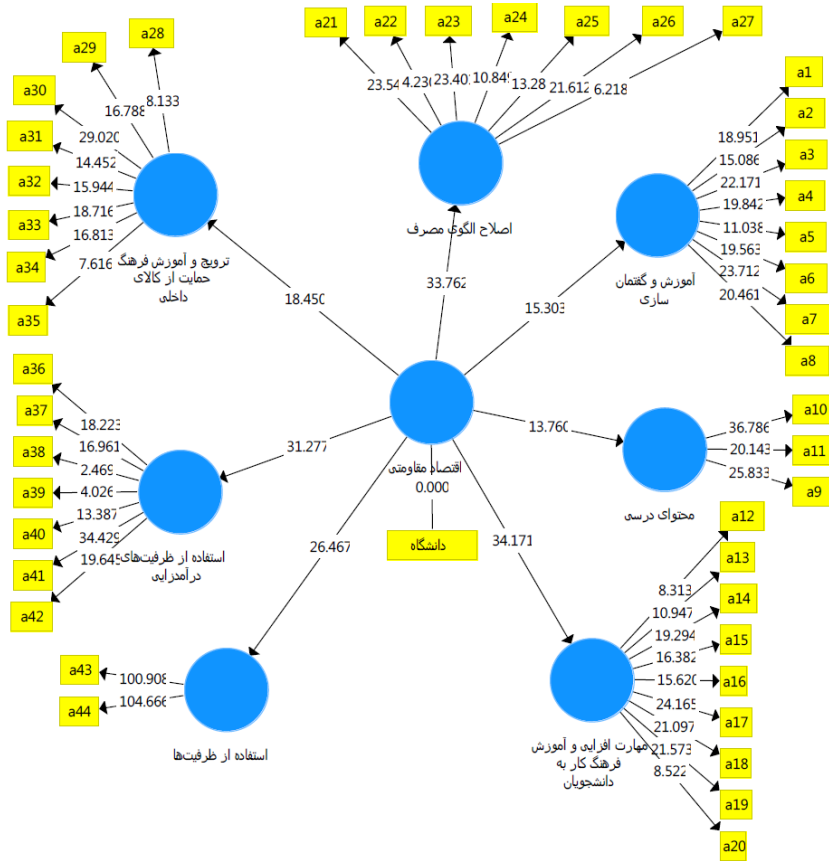 a21
a22
a23
a24
a25
a26
a27
23.54
4.230
23.40
10.849
13.28
21.612
6.218
اصلاح الگوی مصرف
33.762
a28
a29
a30
a31
a32
a33
a34
a35
8.133
16.788
29.020
14.452
15.944
18.716
16.813
7.616
ترویج و آموزش فرهنگ
حمایت از کالای
داخلی
18.450
a1
a2
a3
a4
a5
a6
a7
a8
18.951
15.086
22.171
19.842
11.038
19.563
23.712
20.461
آموزش و گفتمان
سازی
15.303
a36
a37
a38
a39
a40
a41
a42
18.223
16.961
2.469
4.026
13.387
34.429
19.645
استفاده از ظرفیت‌های
درآمدزایی
31.277
اقتصاد مقاومتی
0.000
دانشگاه
13.760
a10
a11
a9
36.786
20.143
25.833
محتوای درسی
26.467
a43
a44
100.908
104.666
استفاده از ظرفیت‌ها
34.171
a12
a13
a14
a15
a16
a17
a18
a19
a20
8.313
10.947
19.294
16.382
15.620
24.165
21.097
21.573
8.522
مهارت افزایی و آموزش
فرهنگ کار به
دانشجویان